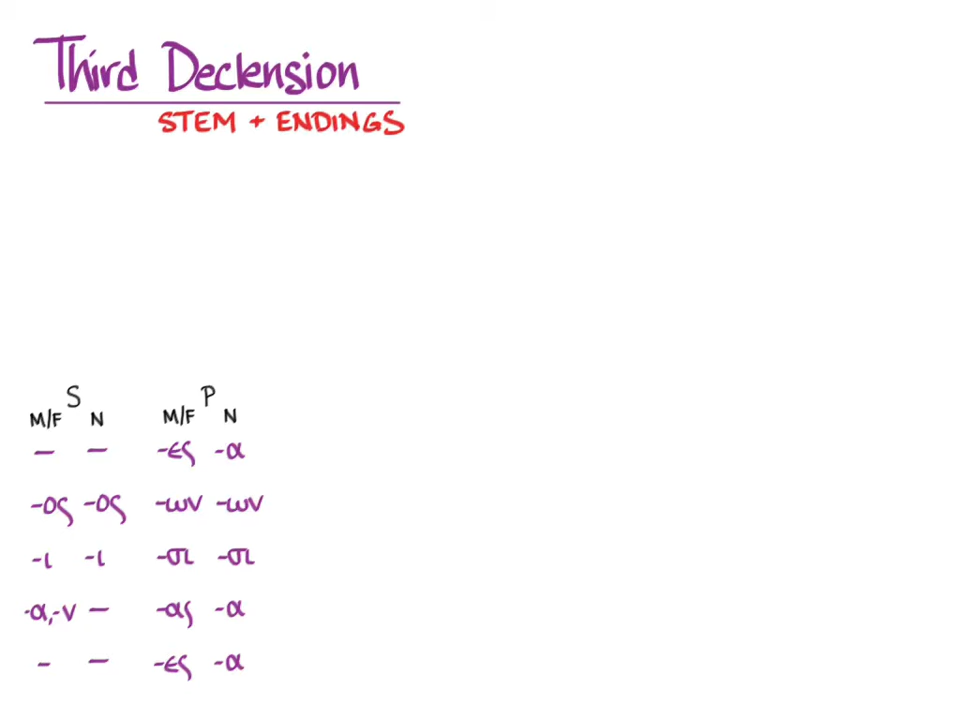 Third Declension
STEM + ENDINGS
S P
M/F N M/F N
— — -ες -α
-ος -ος -ων -ων
-ι -ι -σι -σι
-α,-ν — -ας -α
- — -ες -α